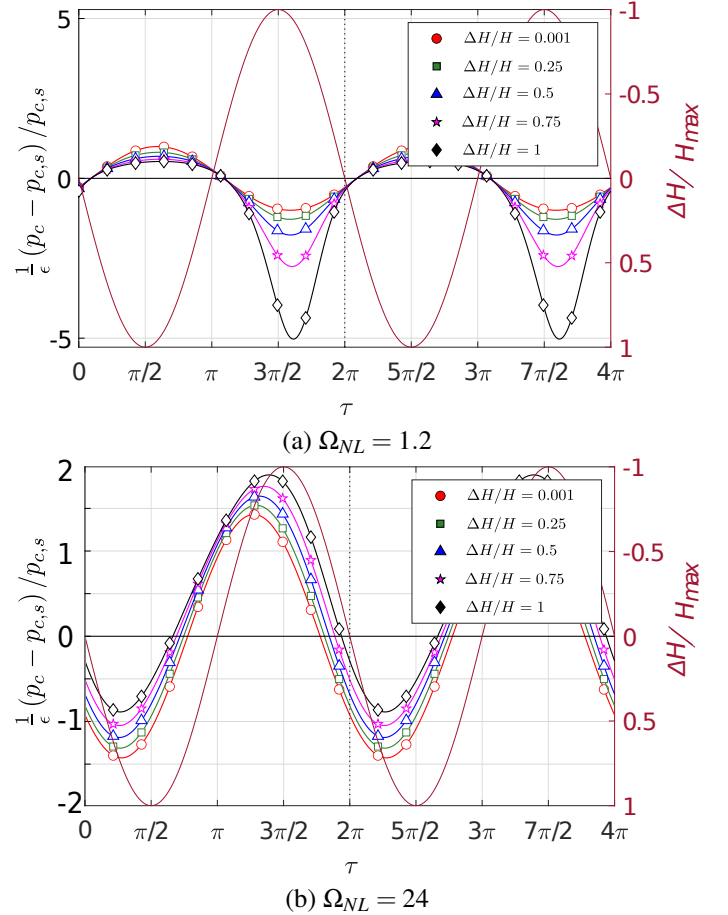 5
0
-5
1/ϵ (p_c − p_{c,s}) /p_{c,s}
ΔH/H = 0.001
ΔH/H = 0.25
ΔH/H = 0.5
ΔH/H = 0.75
ΔH/H = 1
-1
-0.5
0
0.5
1
ΔH/ H_max
0 π/2 π 3π/2 2π 5π/2 3π 7π/2 4π
τ
(a) Ω_NL = 1.2
2
1
0
-1
-2
1/ϵ (p_c − p_{c,s}) /p_{c,s}
ΔH/H = 0.001
ΔH/H = 0.25
ΔH/H = 0.5
ΔH/H = 0.75
ΔH/H = 1
-1
-0.5
0
0.5
1
ΔH/ H_max
0 π/2 π 3π/2 2π 5π/2 3π 7π/2 4π
τ
(b) Ω_NL = 24